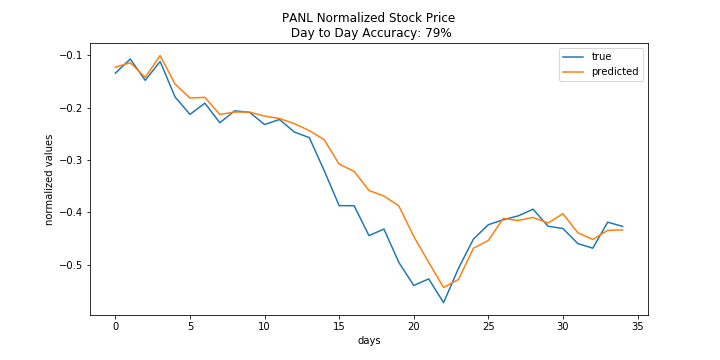 PANL Normalized Stock Price
Day to Day Accuracy: 79%
true
predicted
normalized values
−0.1
−0.2
−0.3
−0.4
−0.5
0 5 10 15 20 25 30 35
days